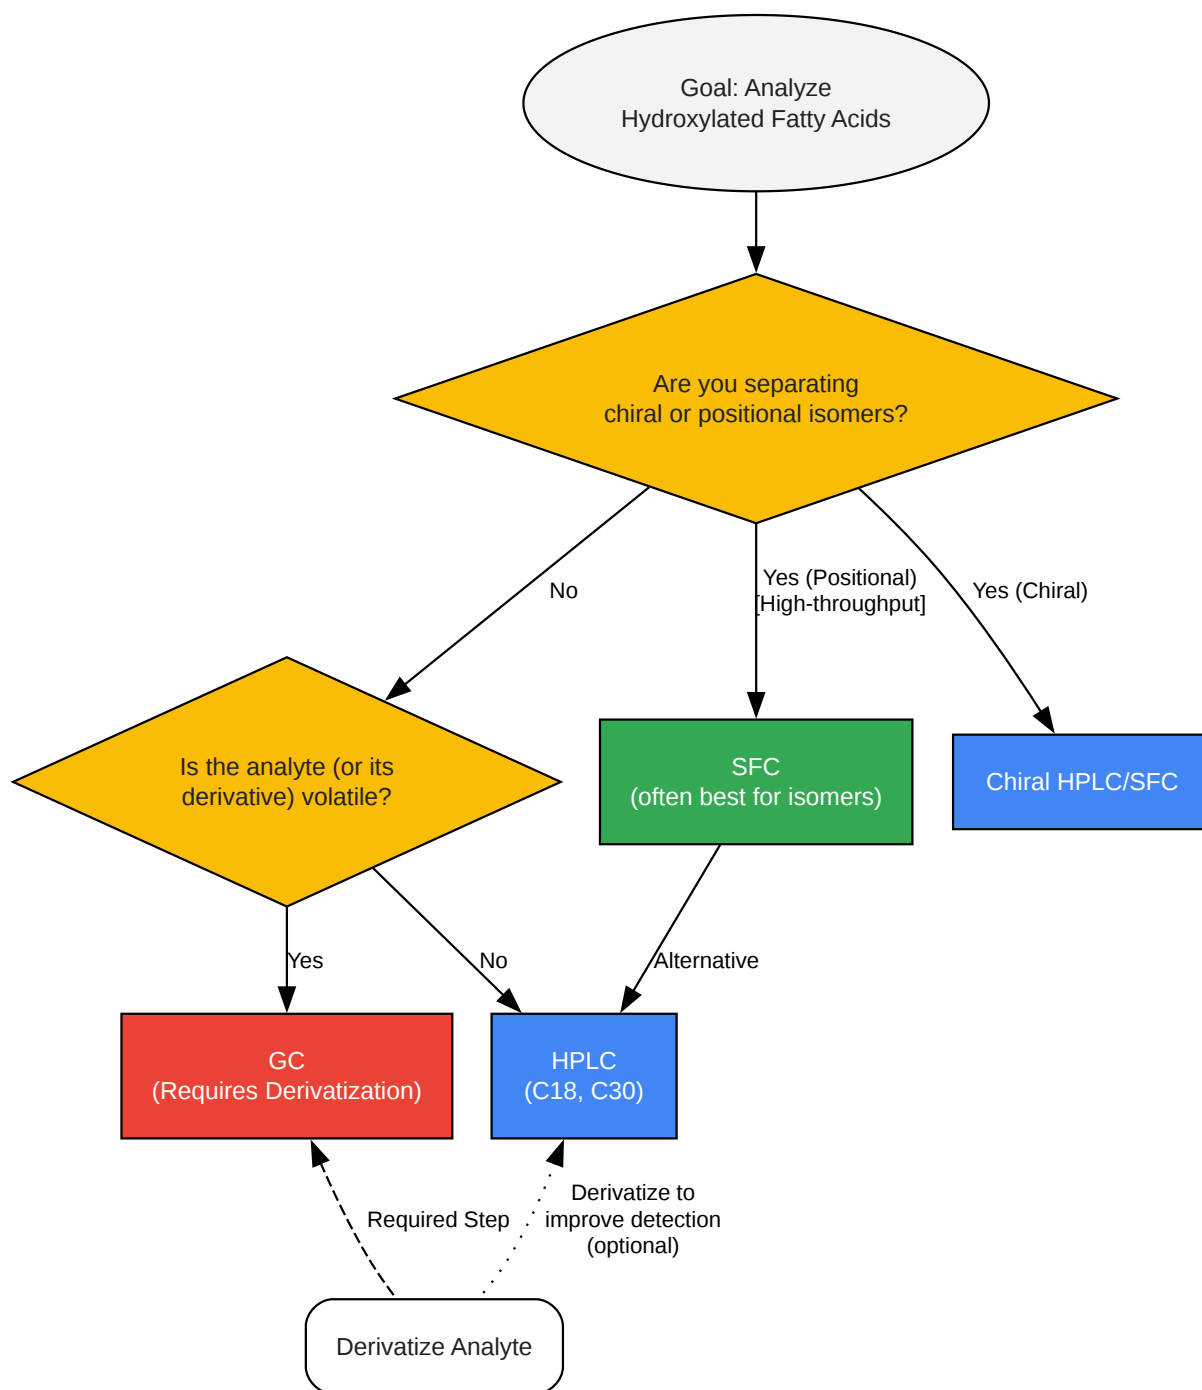 Goal: Analyze
Hydroxylated Fatty Acids
Are you separating
chiral or positional isomers?
No
Yes (Positional)
[High-throughput]
Yes (Chiral)
Is the analyte (or its
derivative) volatile?
SFC
(often best for isomers)
Chiral HPLC/SFC
Yes
No
Alternative
GC
(Requires Derivatization)
HPLC
(C18, C30)
Required Step
Derivatize to
improve detection
(optional)
Derivatize Analyte